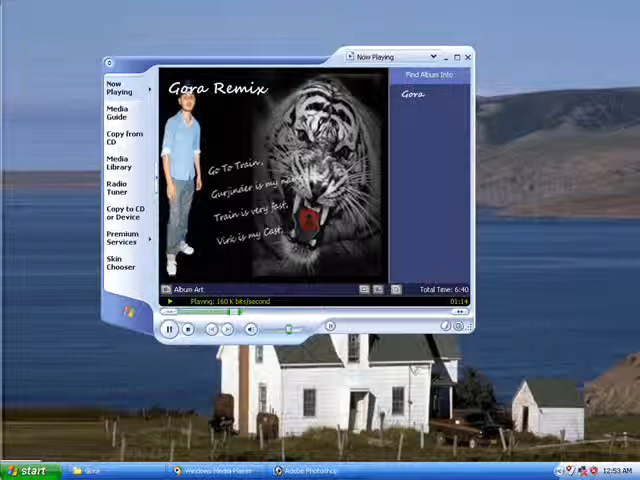 Now Playing
Find Album Info
Now
Playing
Media
Guide
Copy from
CD
Media
Library
Radio
Tuner
Copy to CD
or Device
Premium
Services
Skin
Chooser
Gora Remix
Go To Train,
Gurjinder is my name
Train is very fast,
Virk is my Cast,
Gora
Album Art
Total Time: 6:40
Playing: 160 K bits/second
01:14
start
Gora
Windows Media Player
Adobe Photoshop
12:53 AM